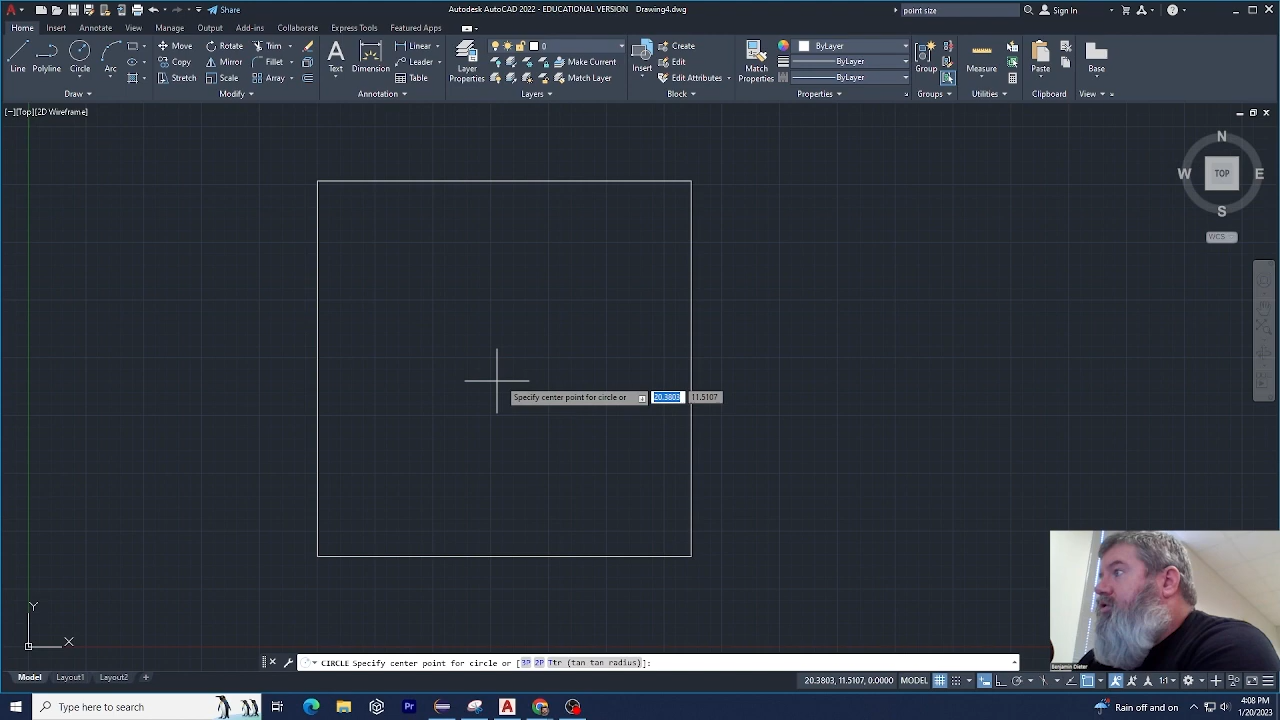 Share
Autodesk AutoCAD 2022 - EDUCATIONAL VERSION Drawing4.dwg
point size
Sign In
Home Insert Annotate View Manage Output Add-ins Collaborate Express Tools Featured Apps
Line
Polyline
Circle
Arc
Draw
Move
Copy
Stretch
Rotate
Mirror
Scale
Trim
Fillet
Array
Modify
Text
Dimension
Linear
Leader
Table
Annotation
Layer Properties
0
Make Current
Match Layer
Layers
Insert
Create
Edit
Edit Attributes
Block
Match Properties
ByLayer
ByLayer
ByLayer
Properties
Group
Groups
Measure
Utilities
Paste
Clipboard
Base
View
[−][Top][2D Wireframe]
N
W TOP E
S
WCS
Specify center point for circle or 20.3803 11.5107
Y
X
Benjamin Dieter
CIRCLE Specify center point for circle or [3P 2P Ttr (tan tan radius)]:
Model Layout1 Layout2 +
20.3803, 11.5107, 0.0000 MODEL
1:1
Type here to search
Pr
A
Rain off and on
4:08 PM
1/20/2023